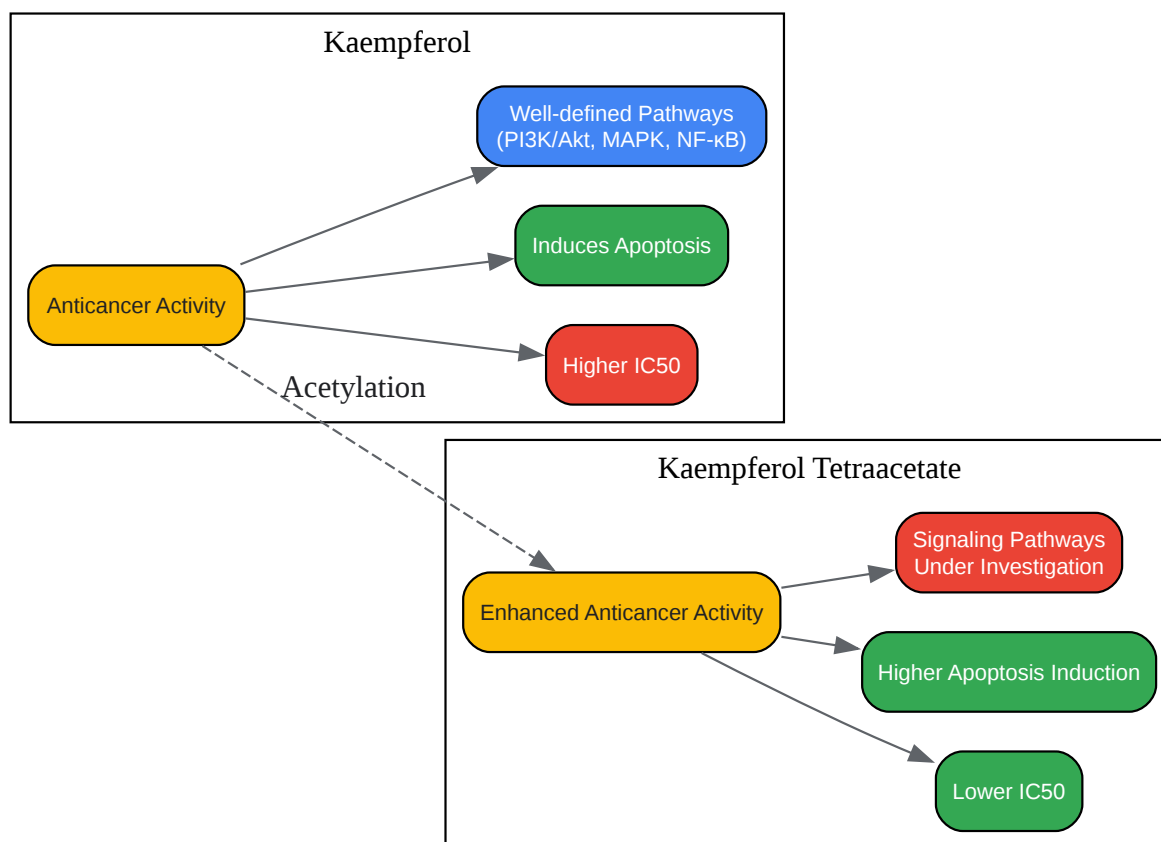 Kaempferol
Well-defined Pathways
(PI3K/Akt, MAPK, NF-κB)
Induces Apoptosis
Anticancer Activity
Higher IC50
Acetylation
Kaempferol Tetraacetate
Signaling Pathways
Under Investigation
Enhanced Anticancer Activity
Higher Apoptosis Induction
Lower IC50